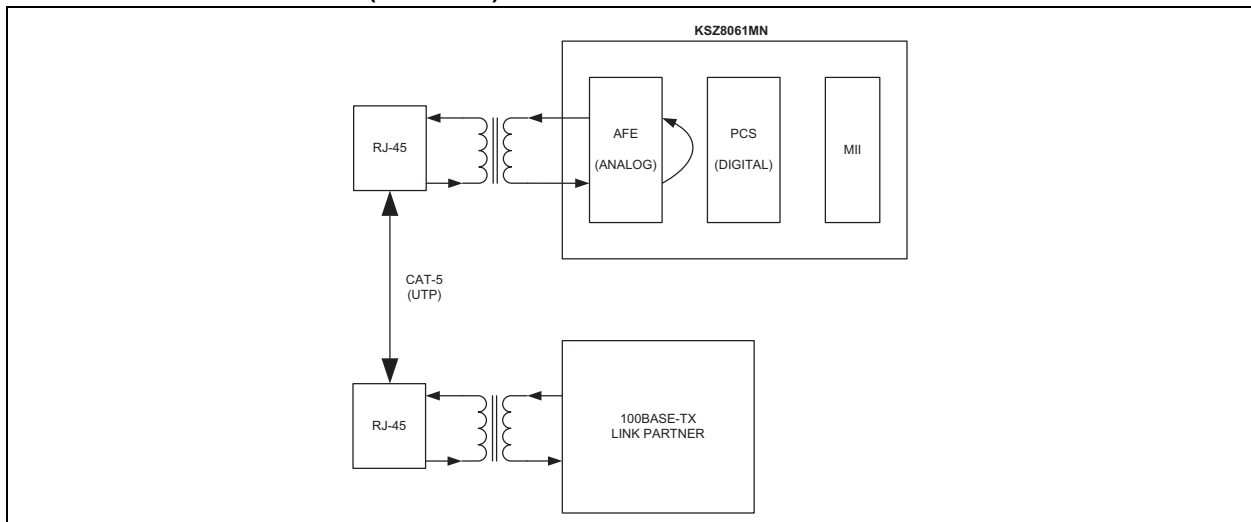 KSZ8061MN
RJ-45
AFE
(ANALOG)
PCS
(DIGITAL)
MII
CAT-5
(UTP)
RJ-45
100BASE-TX
LINK PARTNER